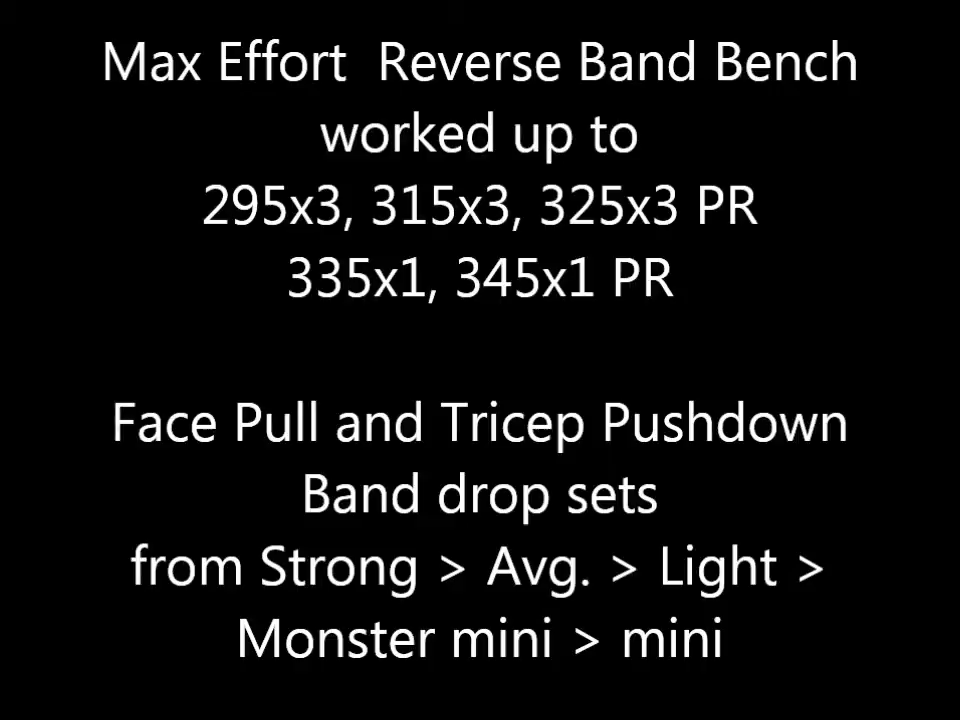 Max Effort  Reverse Band Bench
worked up to
295x3, 315x3, 325x3 PR
335x1, 345x1 PR
Face Pull and Tricep Pushdown
Band drop sets
from Strong > Avg. > Light >
Monster mini > mini